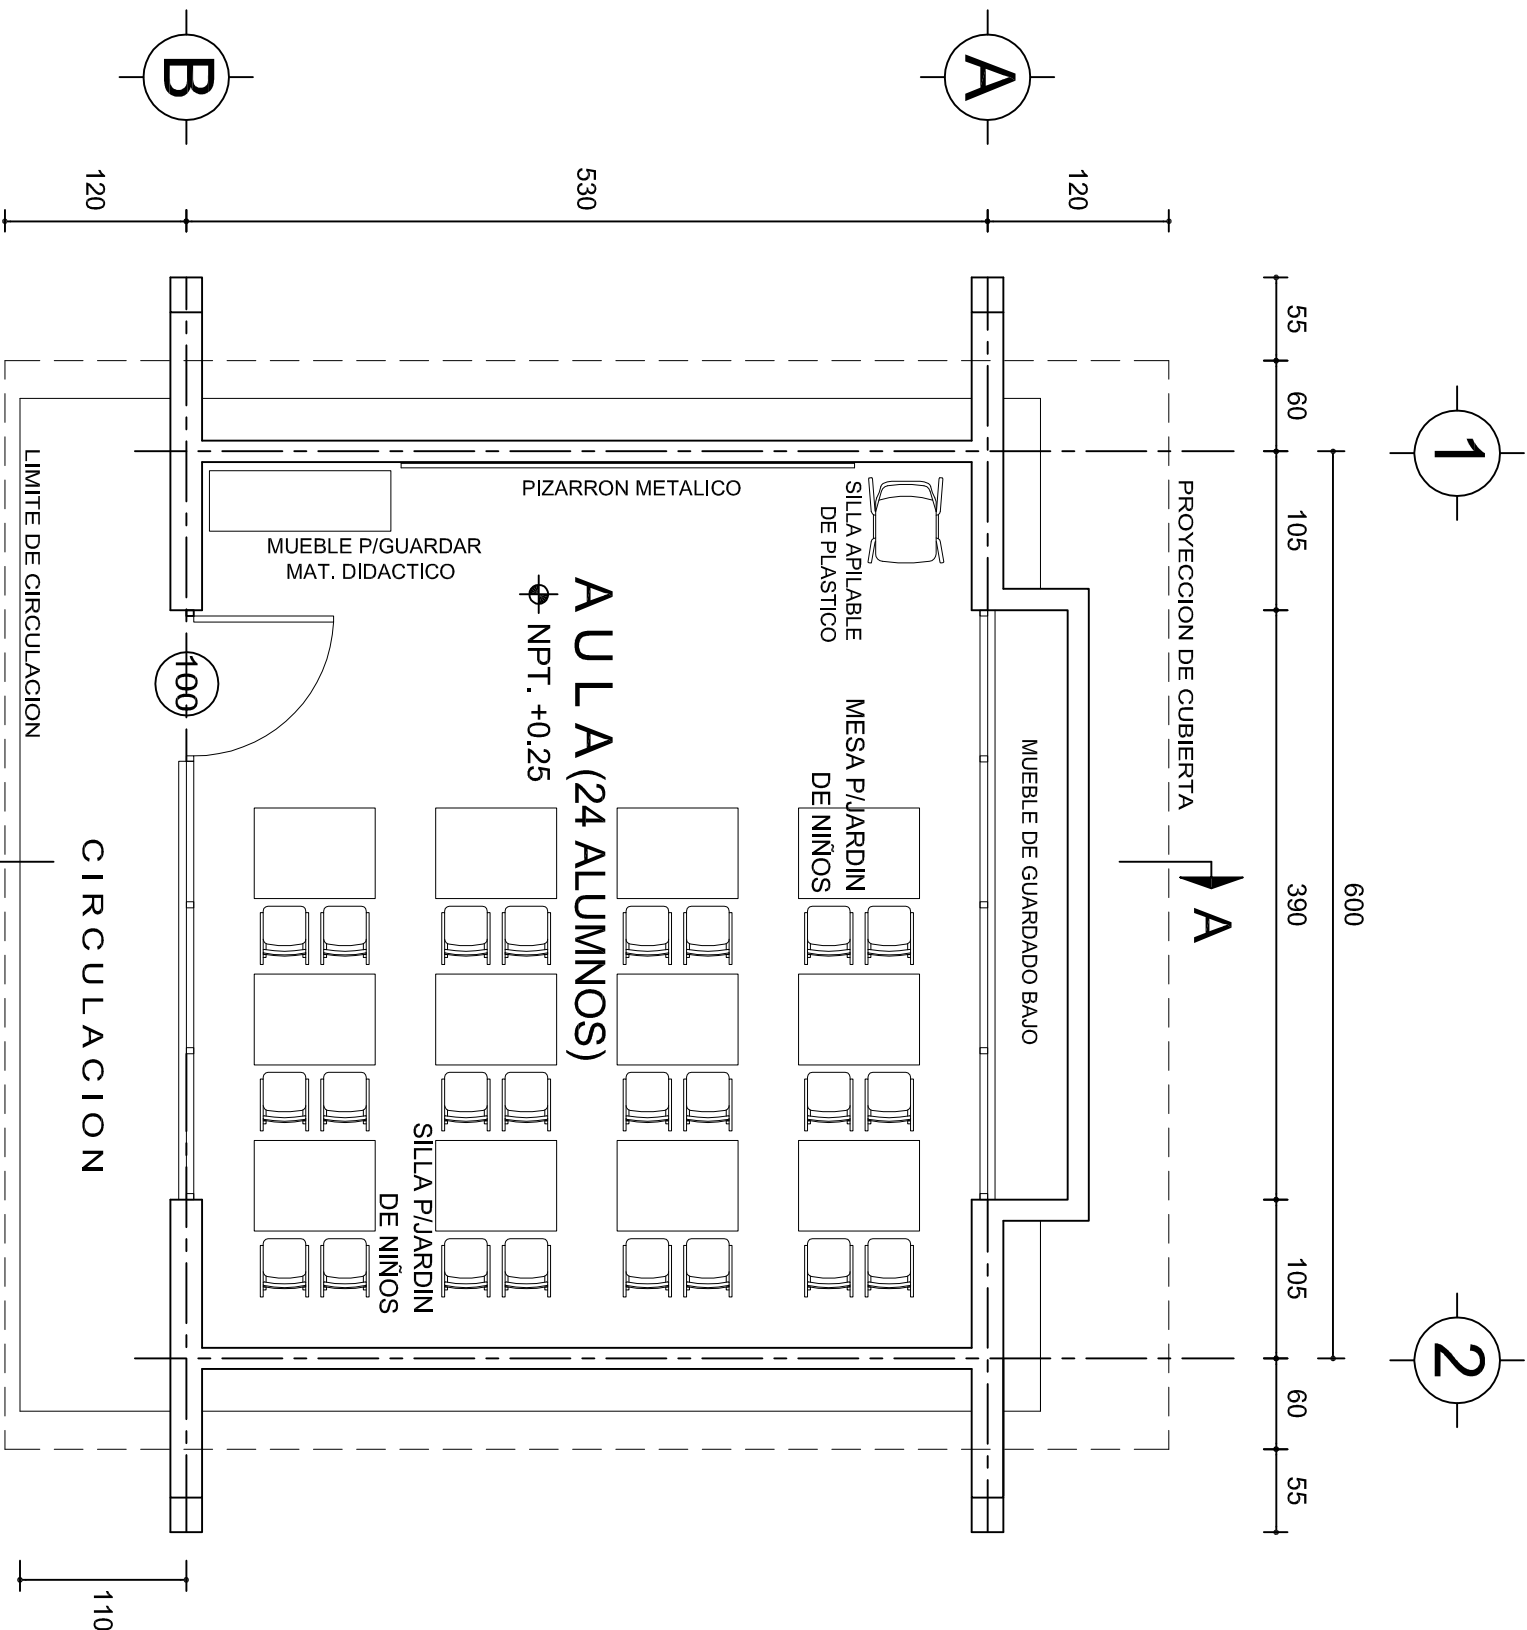 1
2
600
55
60
105
390
105
60
55
A
B
120
530
120
110
PROYECCION DE CUBIERTA
A
MUEBLE DE GUARDADO BAJO
SILLA APILABLE
DE PLASTICO
MESA P/JARDIN
DE NIÑOS
PIZARRON METALICO
A U L A (24 ALUMNOS)
NPT. +0.25
MUEBLE P/GUARDAR
MAT. DIDACTICO
SILLA P/JARDIN
DE NIÑOS
100
C I R C U L A C I O N
LIMITE DE CIRCULACION